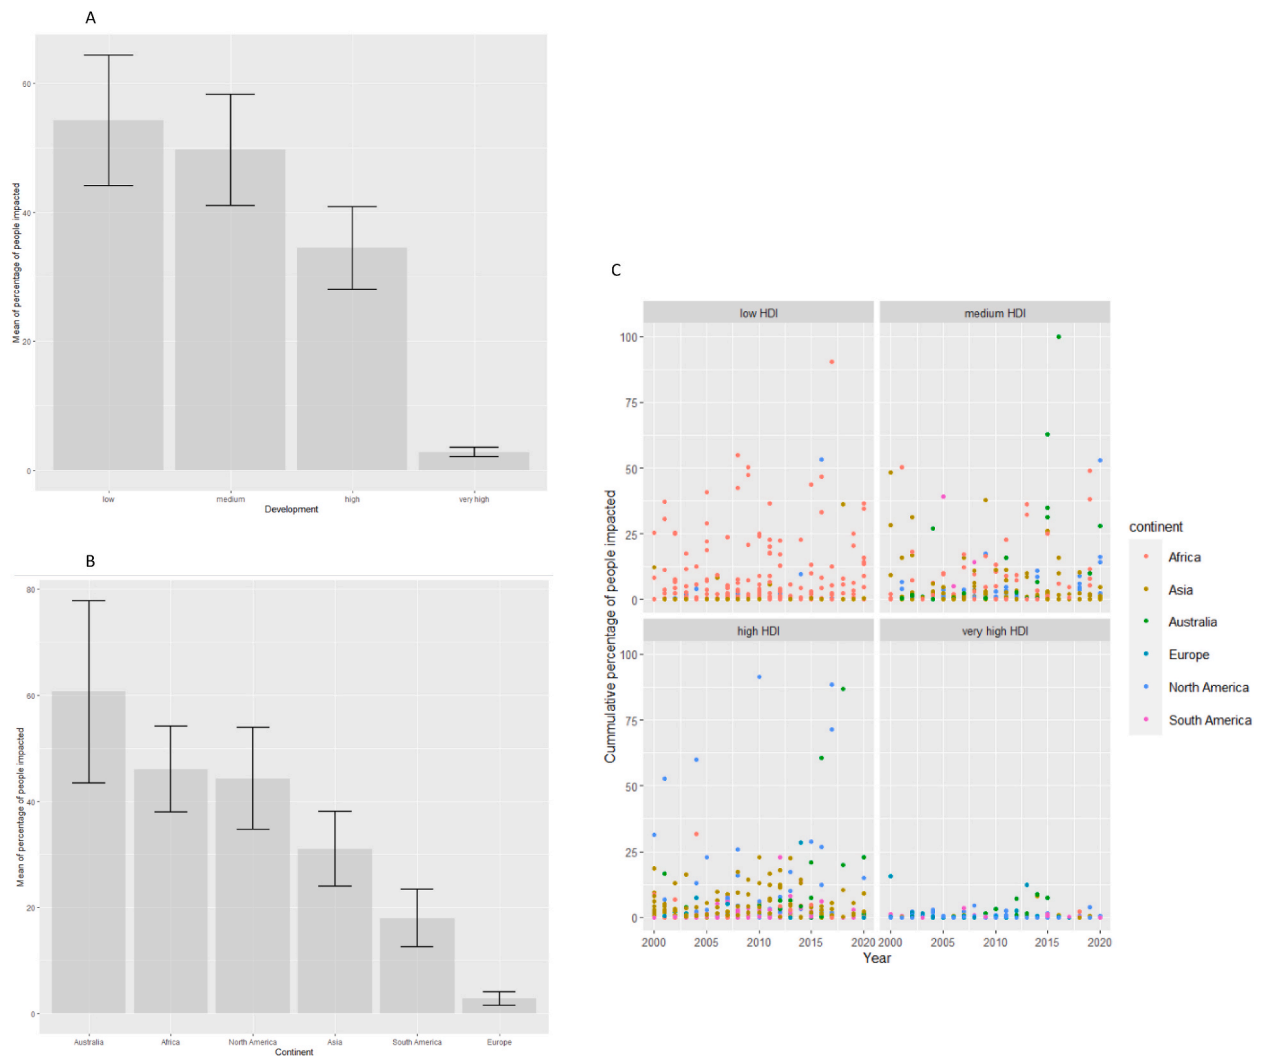 A
Mean of percentage of people impacted
60
40
20
0
low medium high very high
Development
B
Mean of percentage of people impacted
80
60
40
20
0
Australia Africa North America Asia South America Europe
Continent
C
Cummulative percentage of people impacted
low HDI medium HDI
100
75
50
25
0
high HDI very high HDI
100
75
50
25
0
2000 2005 2010 2015 2020 2000 2005 2010 2015 2020
Year
continent
Africa
Asia
Australia
Europe
North America
South America